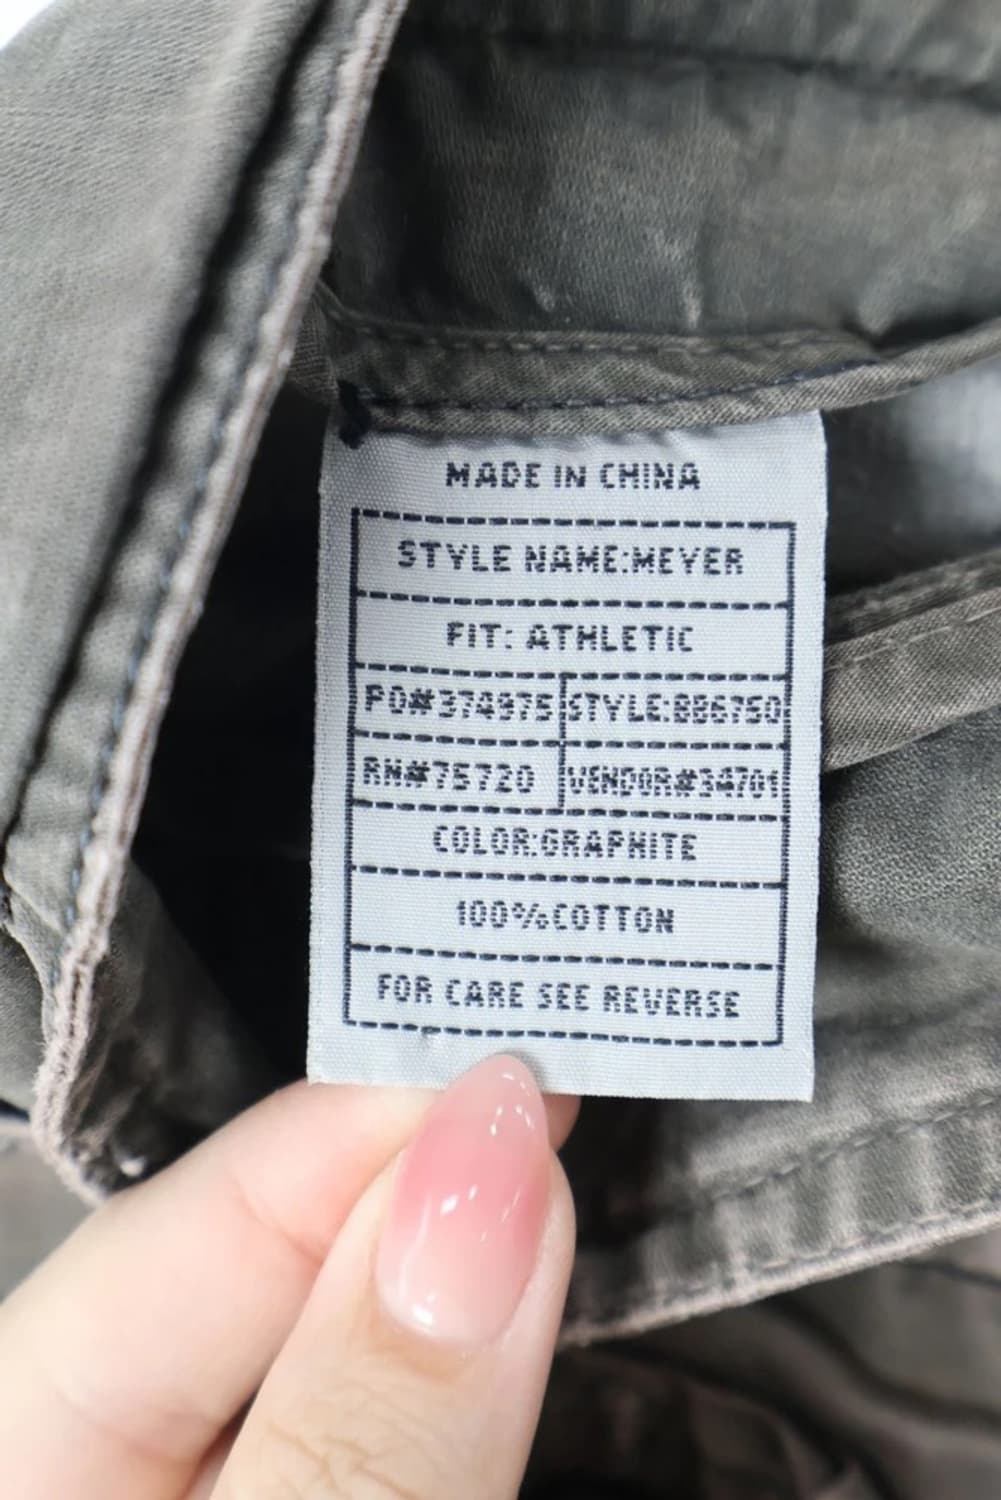 MADE IN CHINA
STYLE NAME:MEYER
FIT: ATHLETIC
PO#374975 STYLE:886750
RN#75720 VENDOR#34701
COLOR:GRAPHITE
100%COTTON
FOR CARE SEE REVERSE